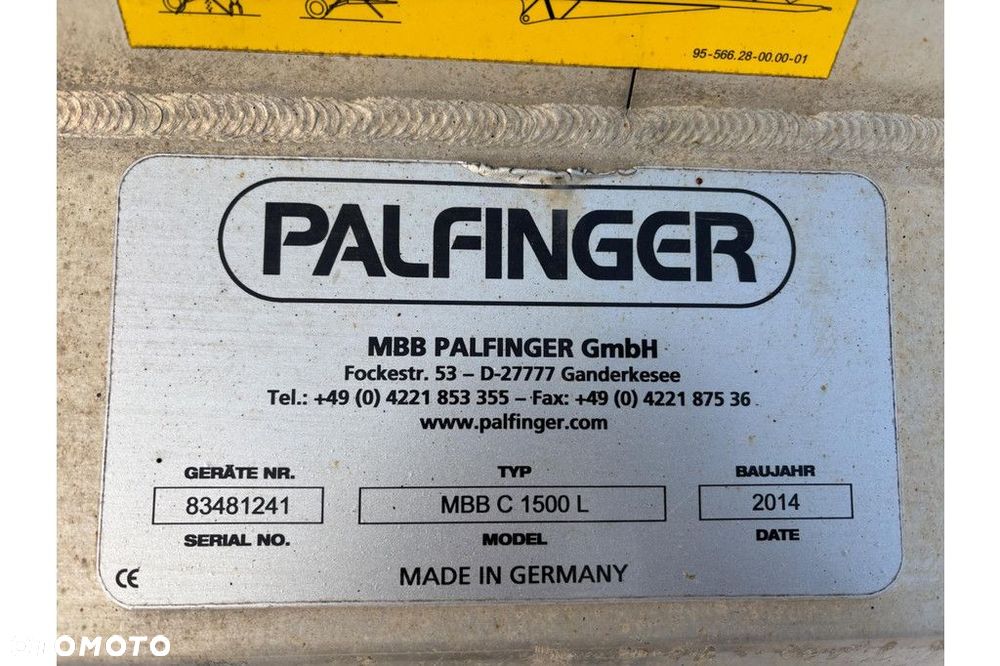 95-566.28-00.00-01
PALFINGER
MBB PALFINGER GmbH
Fockestr. 53 – D-27777 Ganderkesee
Tel.: +49 (0) 4221 853 355 – Fax: +49 (0) 4221 875 36
www.palfinger.com
GERÄTE NR. TYP BAUJAHR
83481241 MBB C 1500 L 2014
SERIAL NO. MODEL DATE
CE MADE IN GERMANY
OTOMOTO